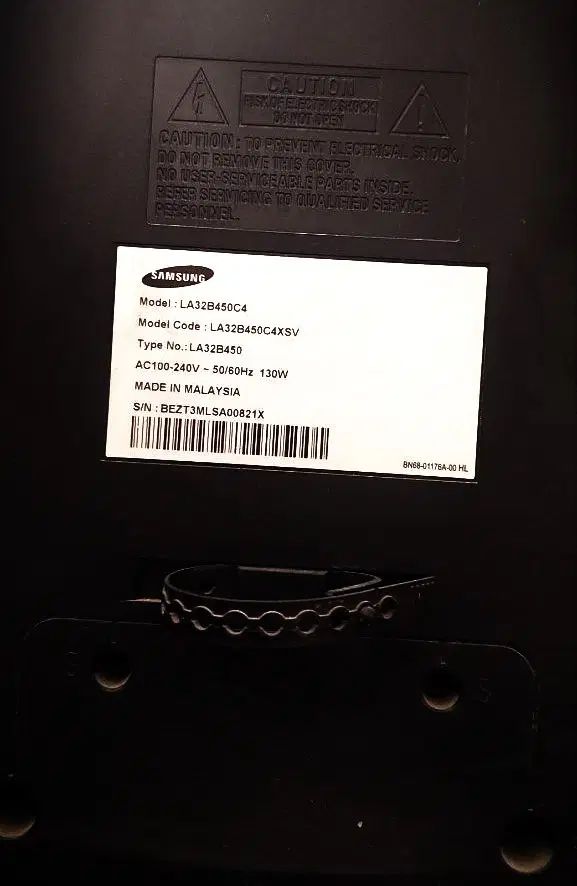 CAUTION
RISK OF ELECTRIC SHOCK
DO NOT OPEN
CAUTION: TO PREVENT ELECTRICAL SHOCK,
DO NOT REMOVE THIS COVER.
NO USER-SERVICEABLE PARTS INSIDE.
REFER SERVICING TO QUALIFIED SERVICE
PERSONNEL.
SAMSUNG
Model : LA32B450C4
Model Code : LA32B450C4XSV
Type No.: LA32B450
AC100-240V ~ 50/60Hz 130W
MADE IN MALAYSIA
S/N : BEZT3MLSA00821X
BN68-01176A-00 HL